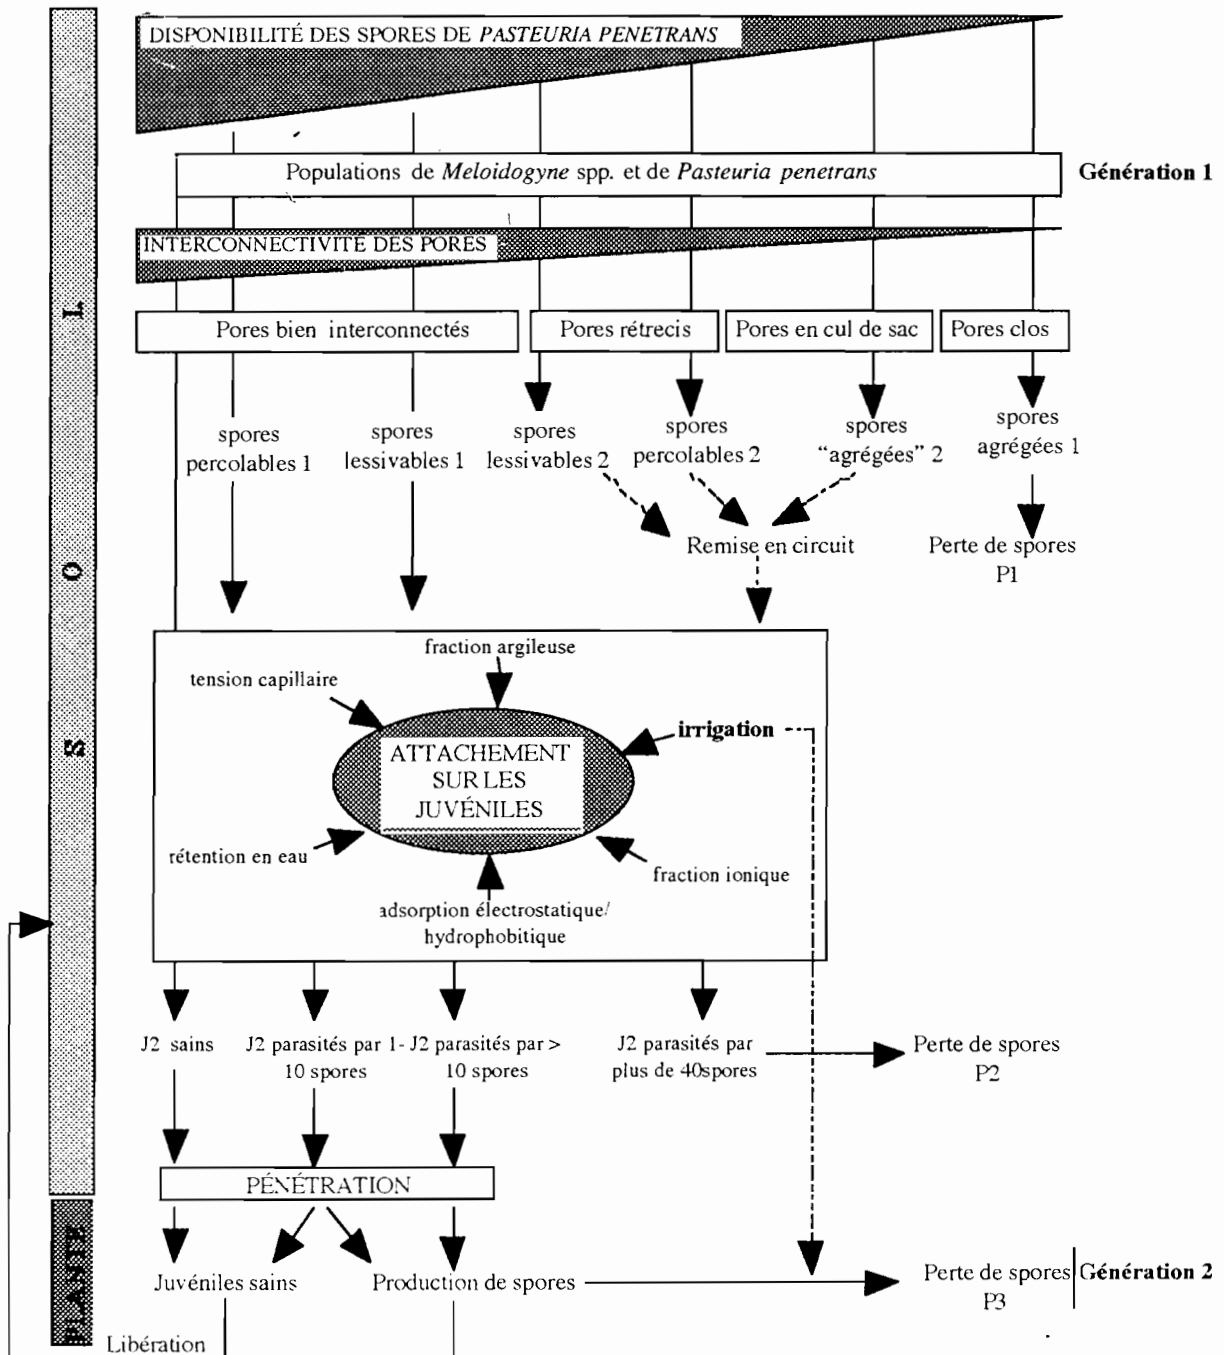 DISPONIBILITÉ DES SPORES DE PASTEURIA PENETRANS
Populations de Meloidogyne spp. et de Pasteuria penetrans
Génération 1
INTERCONNECTIVITÉ DES PORES
Pores bien interconnectés
Pores rétrecis
Pores en cul de sac
Pores clos
spores
percolables 1
spores
lessivables 1
spores
lessivables 2
spores
percolables 2
spores
“agrégées” 2
spores
agrégées 1
Remise en circuit
Perte de spores
P1
fraction argileuse
tension capillaire
irrigation
ATTACHEMENT
SUR LES
JUVÉNILES
rétention en eau
fraction ionique
adsorption électrostatique/
hydrophobitique
J2 sains
J2 parasités par 1-
10 spores
J2 parasités par >
10 spores
J2 parasités par
plus de 40spores
Perte de spores
P2
PÉNÉTRATION
Juvéniles sains
Production de spores
Perte de spores
P3
Génération 2
Libération
SOL
PLANTE